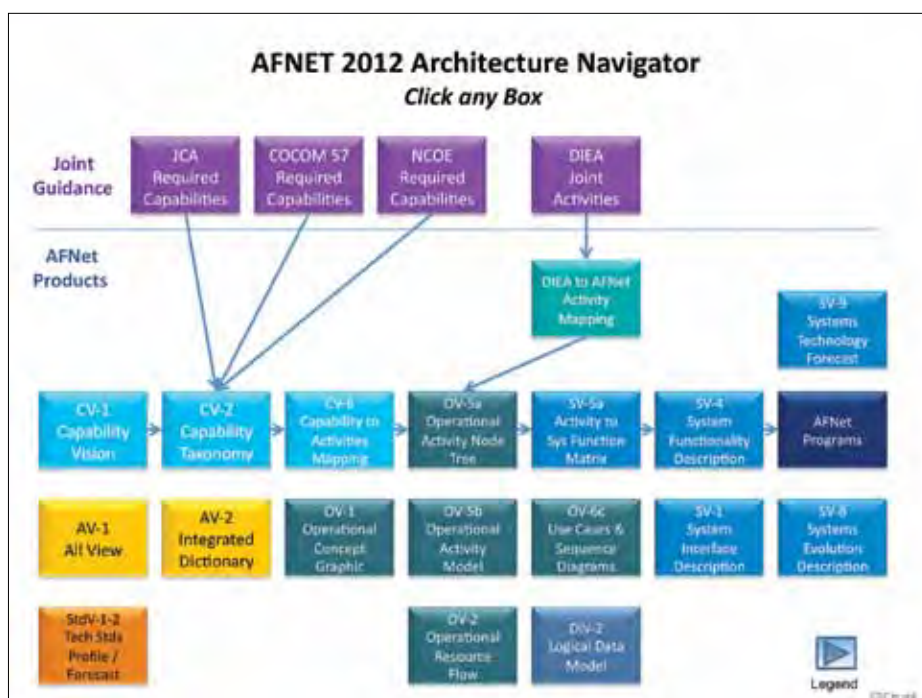 AFNET 2012 Architecture Navigator
Click any Box
Joint
Guidance
JCA
Required
Capabilities
COCOM 57
Required
Capabilities
NCOE
Required
Capabilities
DIEA
Joint
Activities
AFNet
Products
DIEA to AFNet
Activity
Mapping
SV-9
Systems
Technology
Forecast
CV-1
Capability
Vision
CV-2
Capability
Taxonomy
CV-6
Capability to
Activities
Mapping
OV-5a
Operational
Activity Node
Tree
SV-5a
Activity to
Sys Function
Matrix
SV-4
System
Functionality
Description
AFNet
Programs
AV-1
All View
AV-2
Integrated
Dictionary
OV-1
Operational
Concept
Graphic
OV-5b
Operational
Activity
Model
OV-6c
Use Cases &
Sequence
Diagrams
SV-1
System
Interface
Description
SV-8
Systems
Evolution
Description
StdV-1-2
Tech Stds
Profile /
Forecast
OV-2
Operational
Resource
Flow
DIV-2
Logical Data
Model
Legend